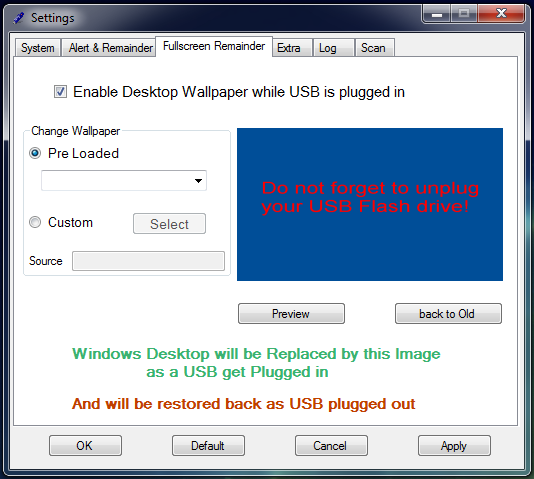 Settings
System
Alert & Remainder
Fullscreen Remainder
Extra
Log
Scan
Enable Desktop Wallpaper while USB is plugged in
Change Wallpaper
Pre Loaded
Custom
Select
Source
Do not forget to unplug
your USB Flash drive!
Preview
back to Old
Windows Desktop will be Replaced by this Image
as a USB get Plugged in
And will be restored back as USB plugged out
OK
Default
Cancel
Apply